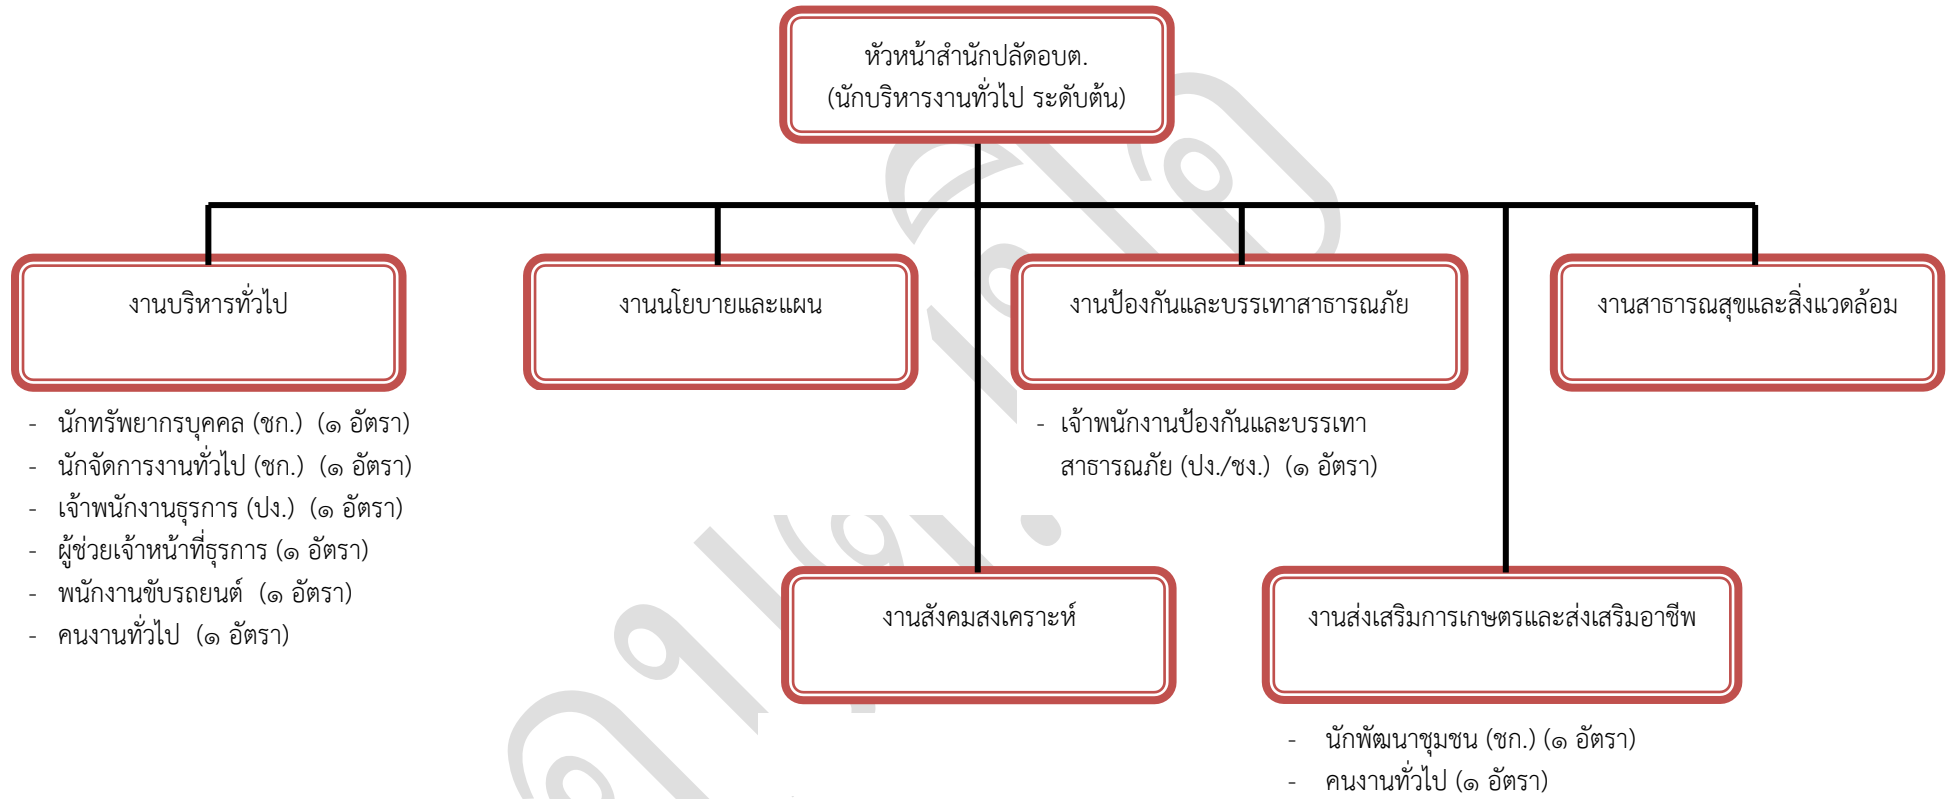 หัวหน้าสำนักปลัดอบต.
(นักบริหารงานทั่วไป ระดับต้น)
งานบริหารทั่วไป
งานนโยบายและแผน
งานป้องกันและบรรเทาสาธารณภัย
งานสาธารณสุขและสิ่งแวดล้อม
- นักทรัพยากรบุคคล (ชก.) (๑ อัตรา)
- นักจัดการงานทั่วไป (ชก.) (๑ อัตรา)
- เจ้าพนักงานธุรการ (ปง.) (๑ อัตรา)
- ผู้ช่วยเจ้าหน้าที่ธุรการ (๑ อัตรา)
- พนักงานขับรถยนต์ (๑ อัตรา)
- คนงานทั่วไป (๑ อัตรา)
- เจ้าพนักงานป้องกันและบรรเทา
สาธารณภัย (ปง./ชง.) (๑ อัตรา)
งานสังคมสงเคราะห์
งานส่งเสริมการเกษตรและส่งเสริมอาชีพ
- นักพัฒนาชุมชน (ชก.) (๑ อัตรา)
- คนงานทั่วไป (๑ อัตรา)